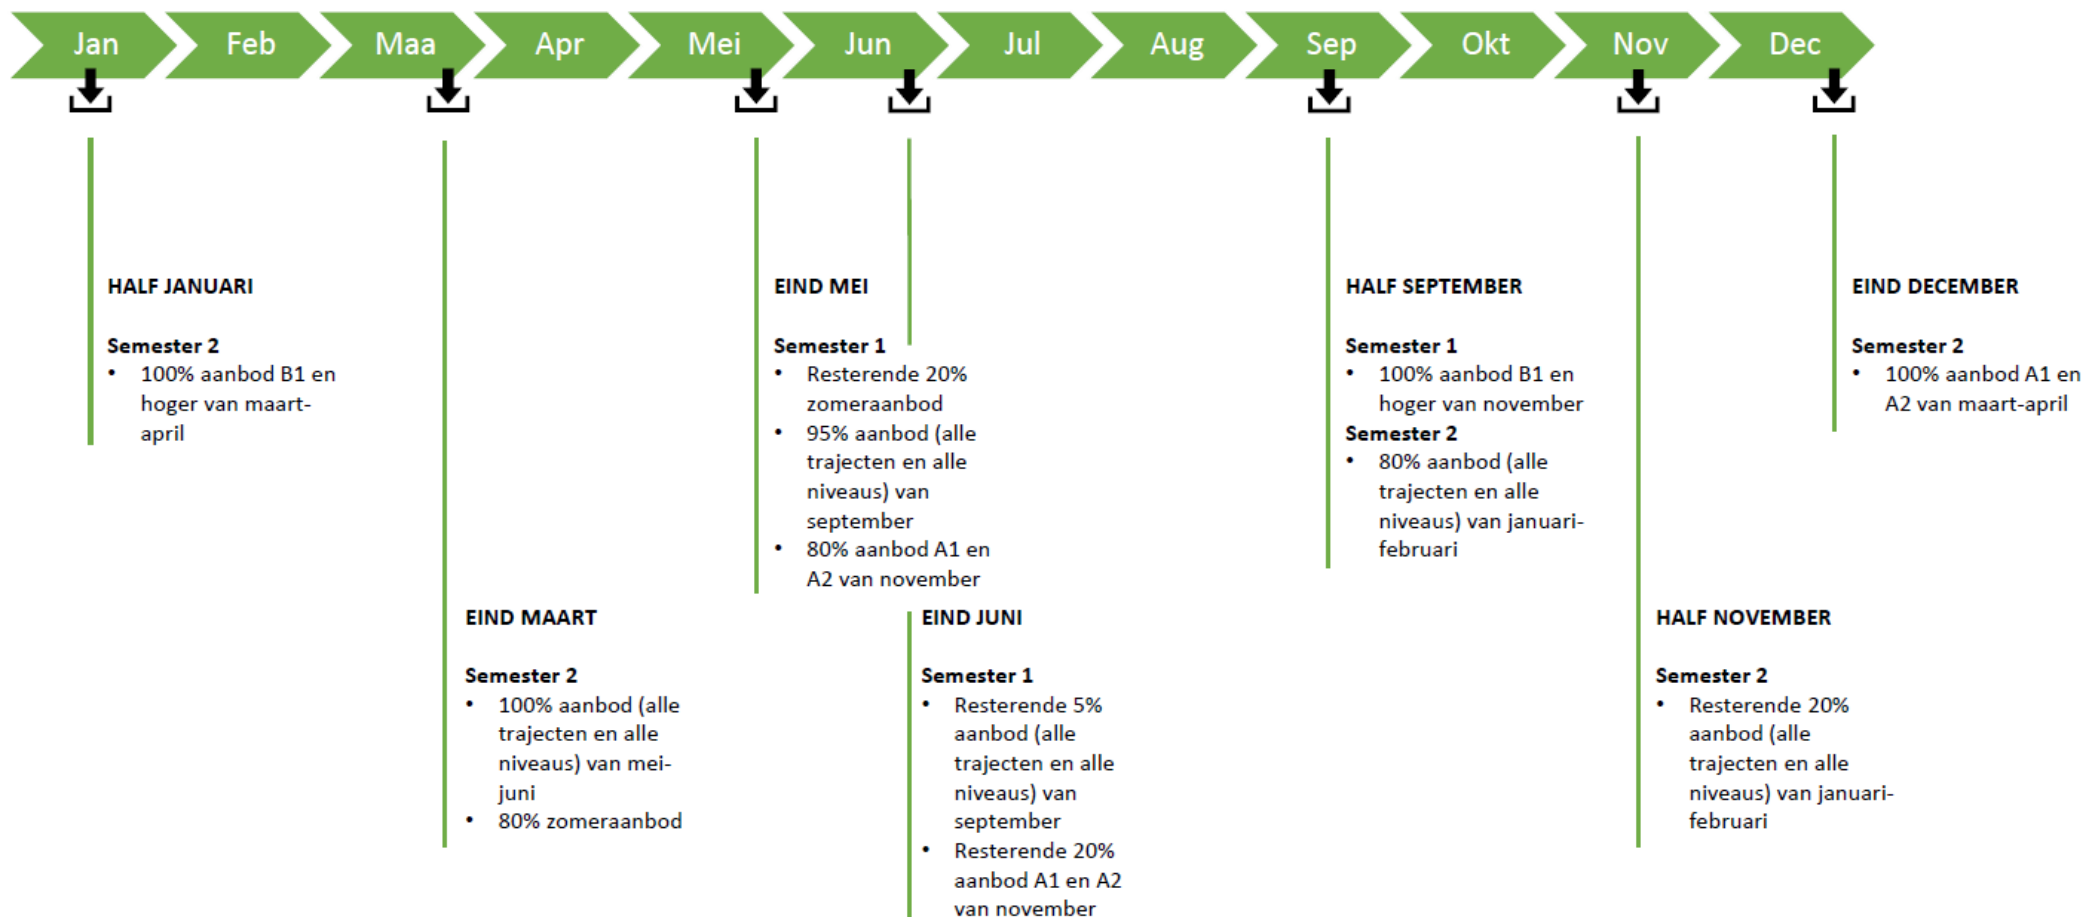 Jan Feb Maa Apr Mei Jun Jul Aug Sep Okt Nov Dec
HALF JANUARI
Semester 2
• 100% aanbod B1 en
hoger van maart-
april
EIND MAART
Semester 2
• 100% aanbod (alle
trajecten en alle
niveaus) van mei-
juni
• 80% zomeraanbod
EIND MEI
Semester 1
• Resterende 20%
zomeraanbod
• 95% aanbod (alle
trajecten en alle
niveaus) van
september
• 80% aanbod A1 en
A2 van november
EIND JUNI
Semester 1
• Resterende 5%
aanbod (alle
trajecten en alle
niveaus) van
september
• Resterende 20%
aanbod A1 en A2
van november
HALF SEPTEMBER
Semester 1
• 100% aanbod B1 en
hoger van november
Semester 2
• 80% aanbod (alle
trajecten en alle
niveaus) van januari-
februari
HALF NOVEMBER
Semester 2
• Resterende 20%
aanbod (alle
trajecten en alle
niveaus) van januari-
februari
EIND DECEMBER
Semester 2
• 100% aanbod A1 en
A2 van maart-april